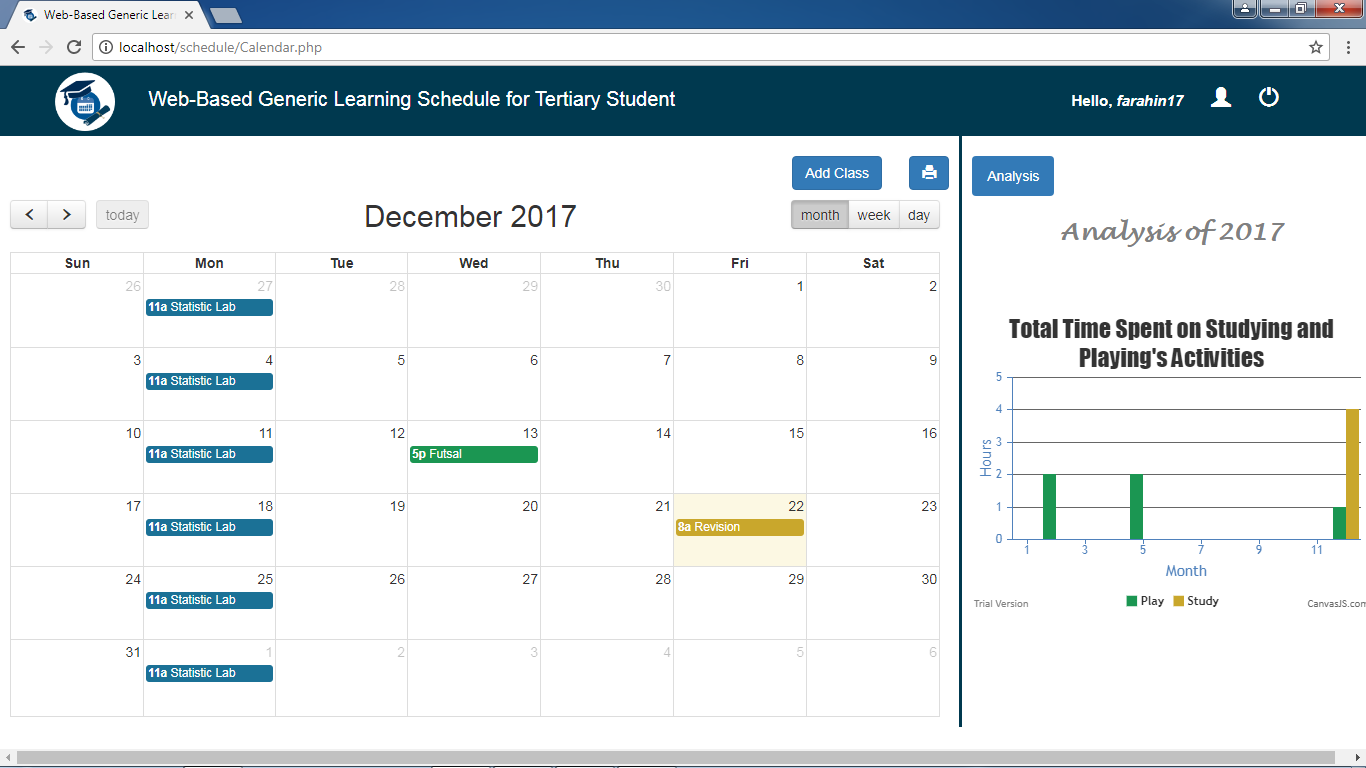 Web-Based Generic Lear
localhost/schedule/Calendar.php
Web-Based Generic Learning Schedule for Tertiary Student
Hello, farahin17
Add Class
today
December 2017
month week day
Sun Mon Tue Wed Thu Fri Sat
26 27 28 29 30 1 2
11a Statistic Lab
3 4 5 6 7 8 9
11a Statistic Lab
10 11 12 13 14 15 16
11a Statistic Lab 5p Futsal
17 18 19 20 21 22 23
11a Statistic Lab 8a Revision
24 25 26 27 28 29 30
11a Statistic Lab
31 1 2 3 4 5 6
11a Statistic Lab
Analysis
Analysis of 2017
Total Time Spent on Studying and
Playing's Activities
5
4
3
2
1
0
Hours
1 3 5 7 9 11
Month
Play Study
Trial Version CanvasJS.com